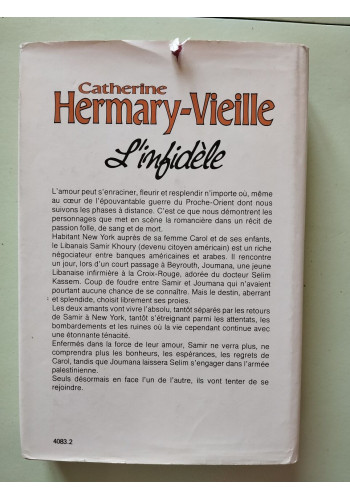 Catherine
Hermary-Vieille
L'infidèle
L'amour peut s'enraciner, fleurir et resplendir n'importe où, même
au cœur de l'épouvantable guerre du Proche-Orient dont nous
suivons les phases à distance. C'est ce que nous démontrent les
personnages que met en scène la romancière dans un récit de
passion folle, de sang et de mort.
Habitant New York auprès de sa femme Carol et de ses enfants,
le Libanais Samir Khoury (devenu citoyen américain) est un riche
négociateur entre banques américaines et arabes. Il rencontre
un jour, lors d'un court passage à Beyrouth, Joumana, une jeune
Libanaise infirmière à la Croix-Rouge, adorée du docteur Selim
Kassem. Coup de foudre entre Samir et Joumana qui n'avaient
pourtant aucune chance de se connaître. Mais le destin, aberrant
et splendide, choisit librement ses proies.
Les deux amants vont vivre l'absolu, tantôt séparés par les retours
de Samir à New York, tantôt s'étreignant parmi les attentats, les
bombardements et les ruines où la vie cependant continue avec
une étonnante ténacité.
Enfermés dans la force de leur amour, Samir ne verra plus, ne
comprendra plus les bonheurs, les espérances, les regrets de
Carol, tandis que Joumana laissera Selim s'engager dans l'armée
palestinienne.
Seuls désormais en face l'un de l'autre, ils vont tenter de se
rejoindre.
4083.2